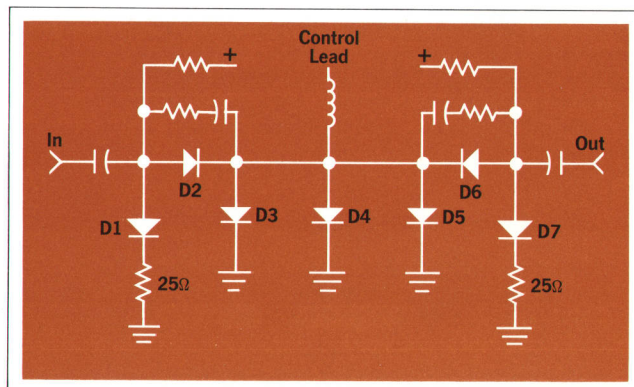 Control
Lead
+
+
In
Out
D2
D6
D1
D3
D4
D5
D7
25Ω
25Ω